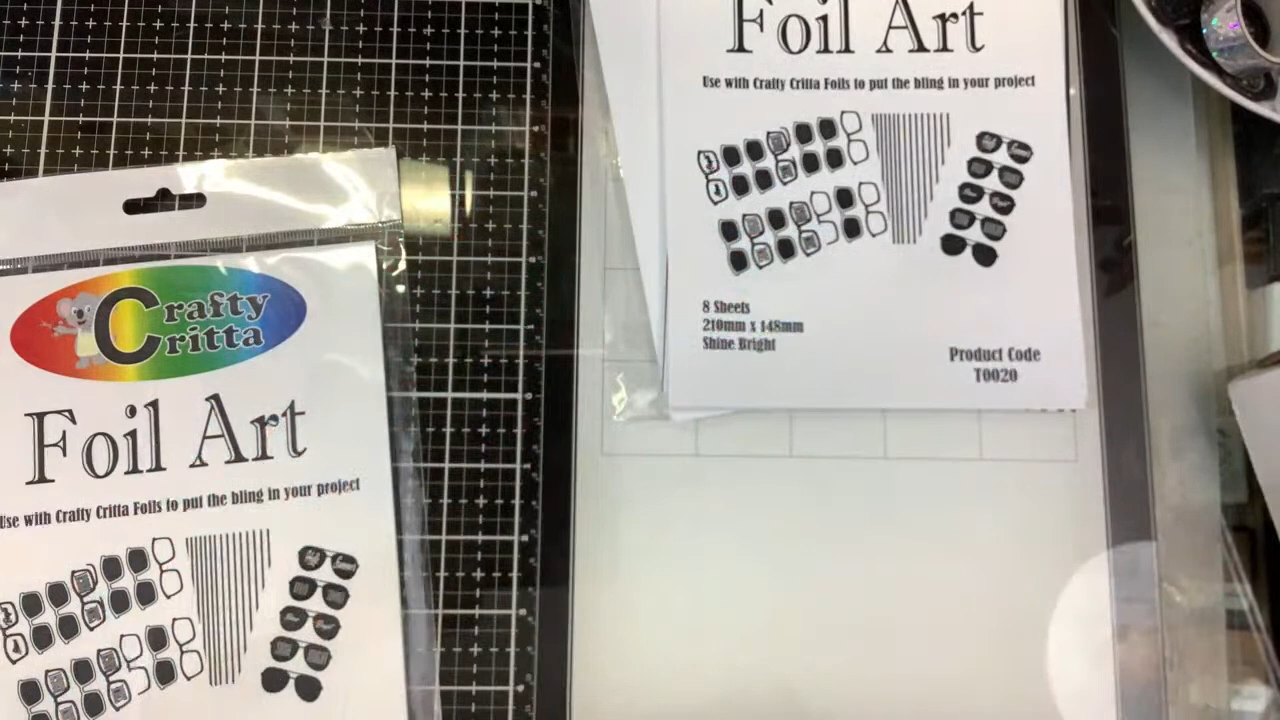 Crafty
Critta
Foil Art
Use with Crafty Critta Foils to put the bling in your project
Foil Art
Use with Crafty Critta Foils to put the bling in your project
8 Sheets
210mm x 148mm
Shine Bright
Product Code
T0020